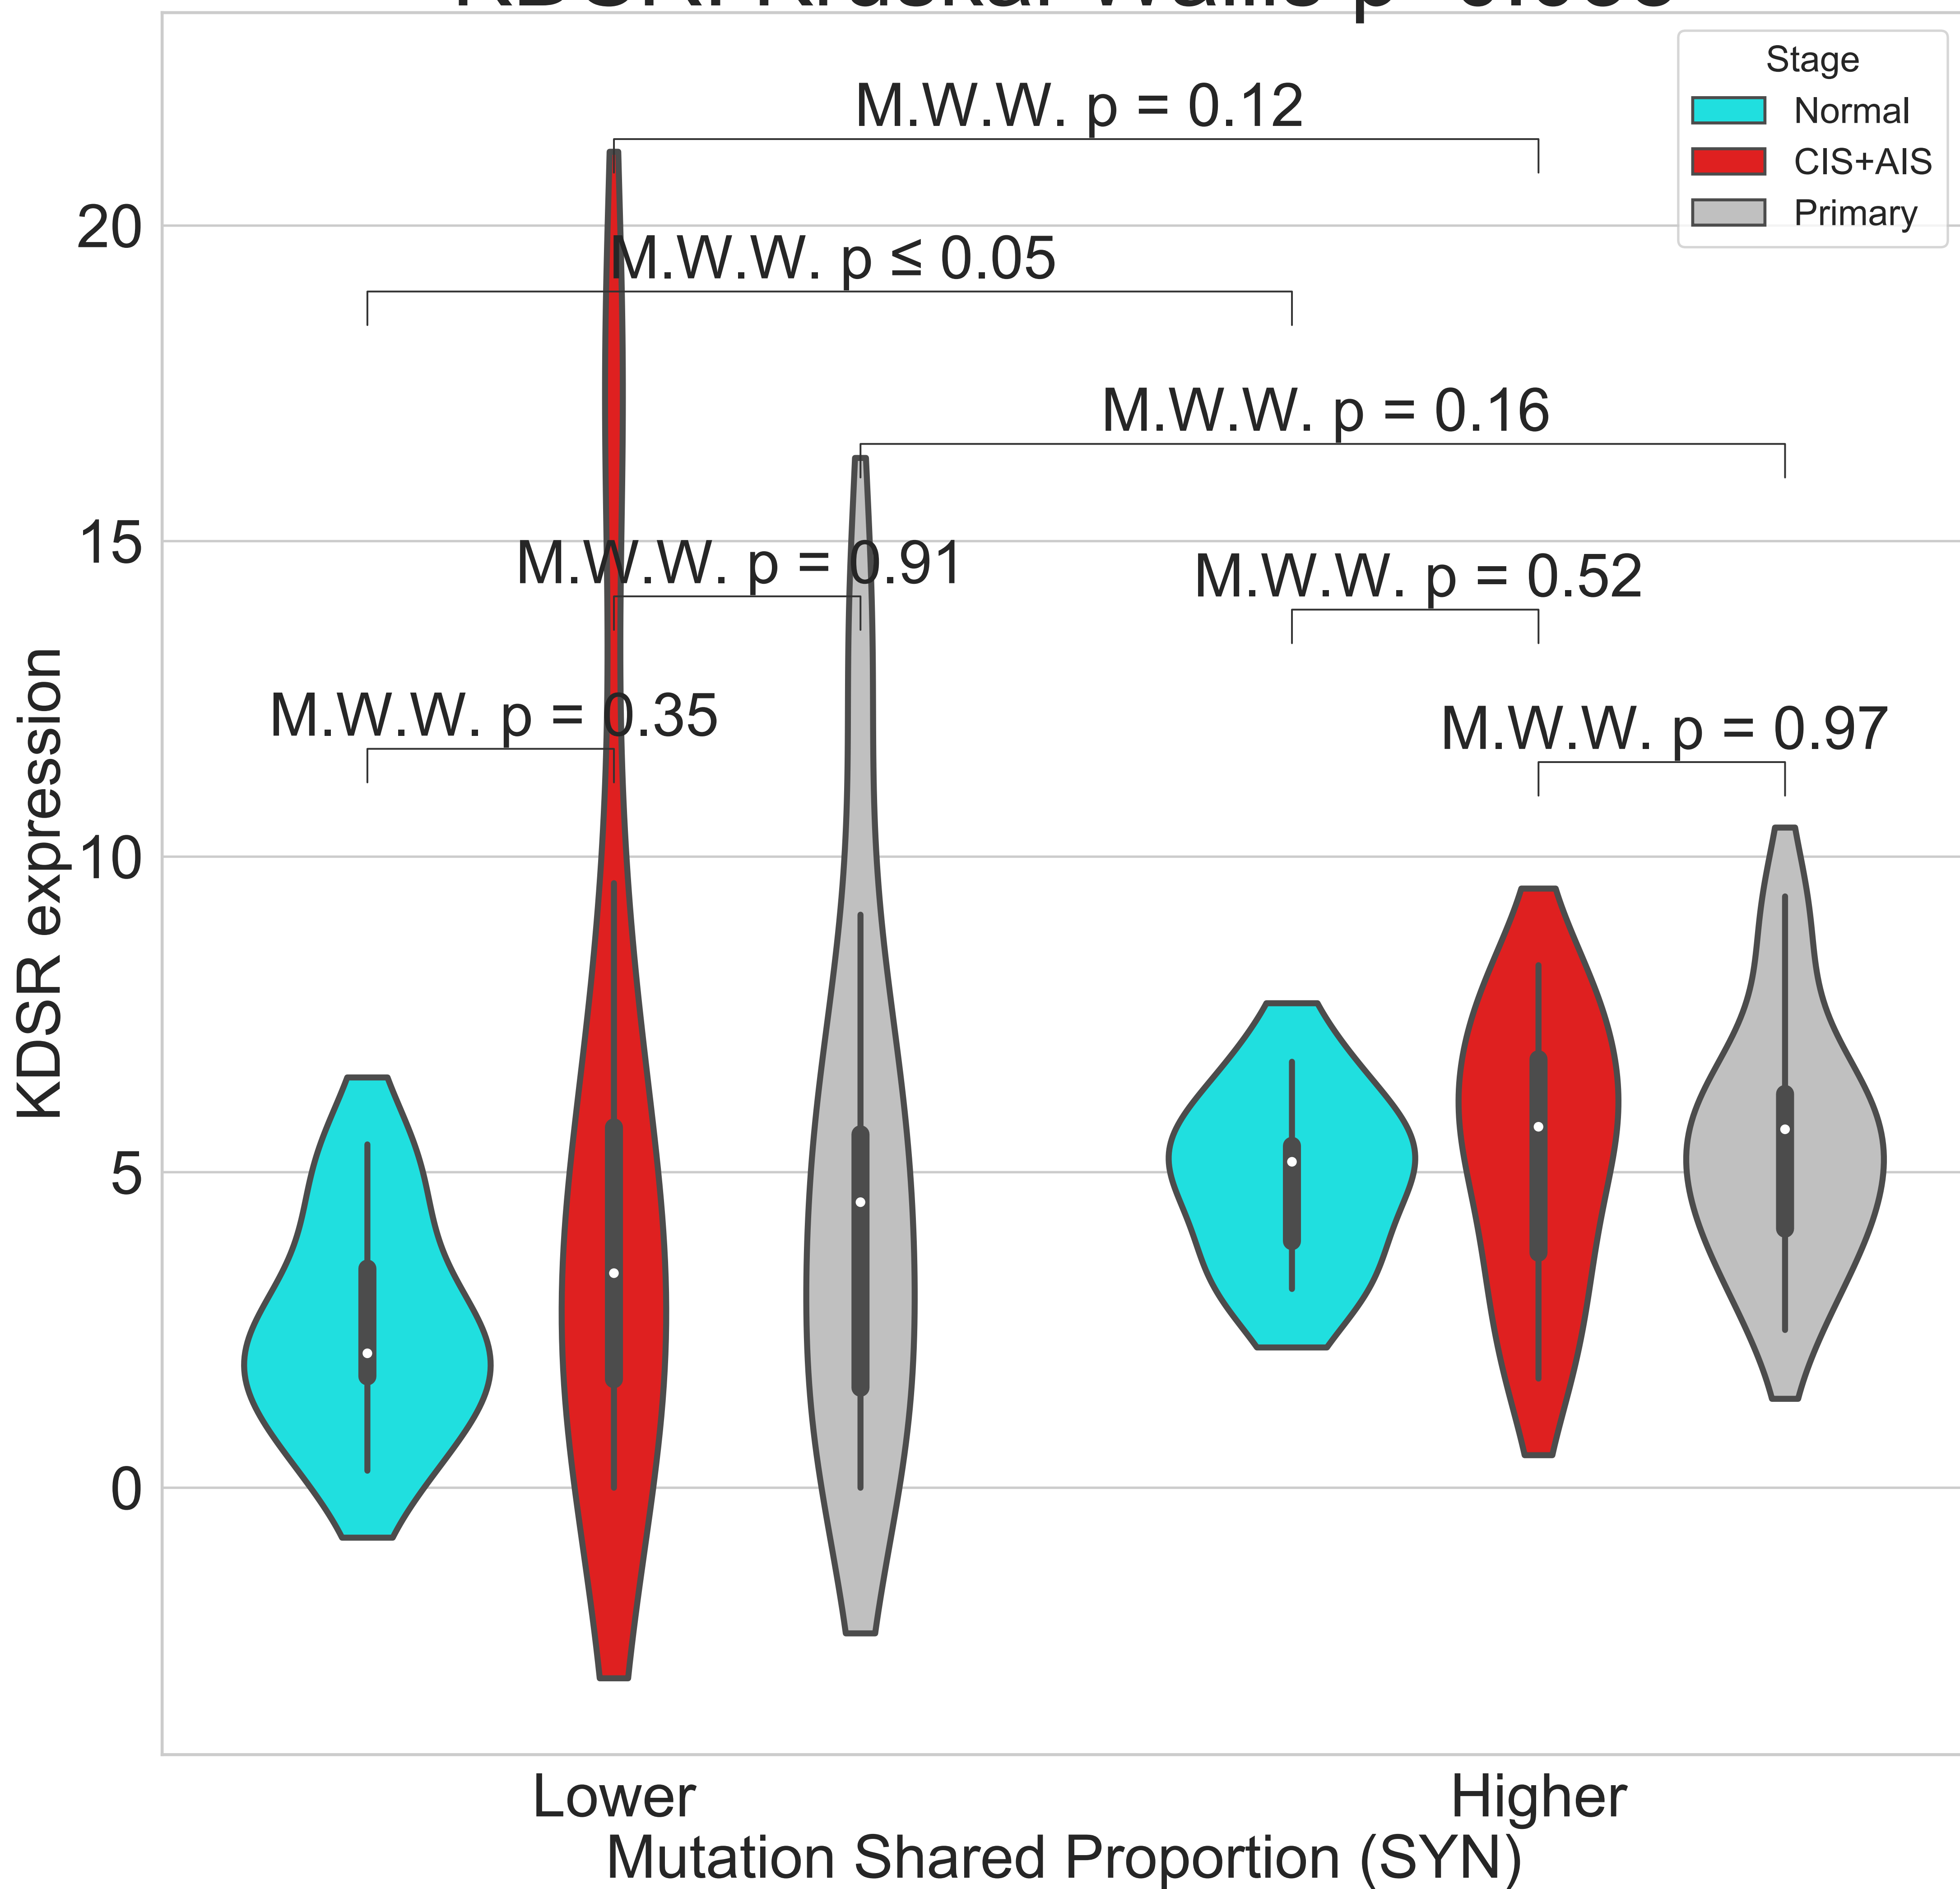 Stage
Normal
CIS+AIS
Primary
M.W.W. p = 0.12
M.W.W. p ≤ 0.05
M.W.W. p = 0.16
M.W.W. p = 0.91
M.W.W. p = 0.52
M.W.W. p = 0.35
M.W.W. p = 0.97
20
15
10
5
0
KDSR expression
Lower
Higher
Mutation Shared Proportion (SYN)